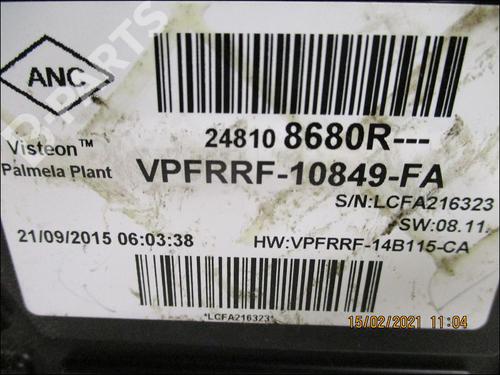 ANC
B-PARTS
Visteon™
Palmela Plant
24810 8680R---
VPFRRF-10849-FA
S/N:LCFA216323
SW:08.11.
21/09/2015 06:03:38
HW:VPFRRF-14B115-CA
*LCFA216323*
15/02/2021 11:04